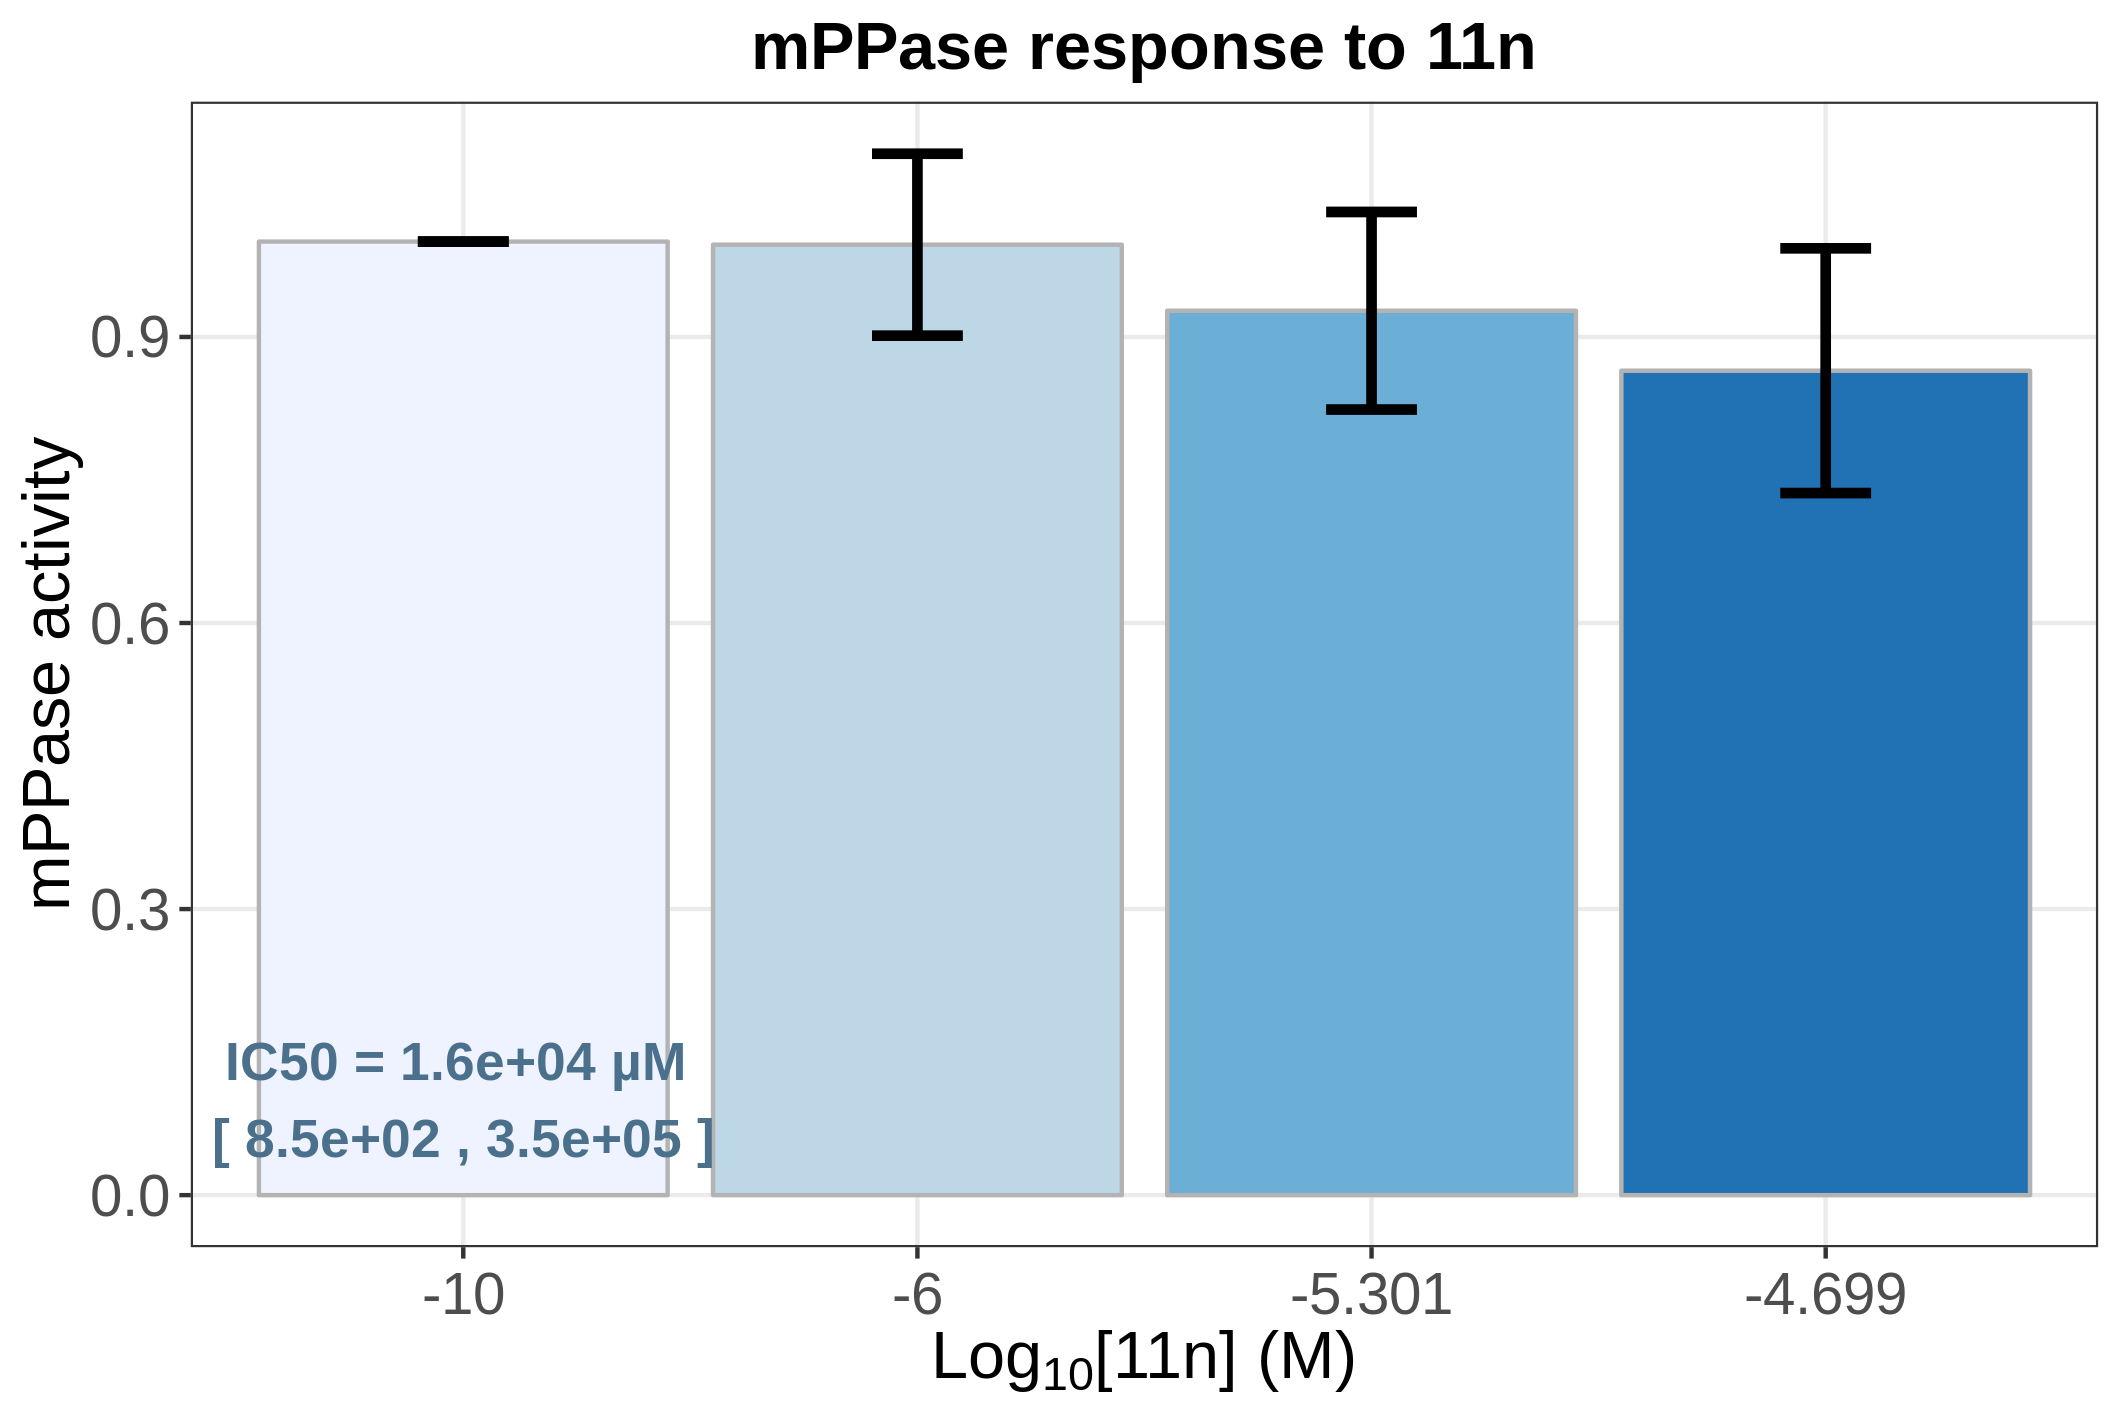 mPPase response to 11n
mPPase activity
0.9
0.6
0.3
0.0
IC50 = 1.6e+04 µM
[ 8.5e+02 , 3.5e+05 ]
-10 -6 -5.301 -4.699
Log₁₀[11n] (M)